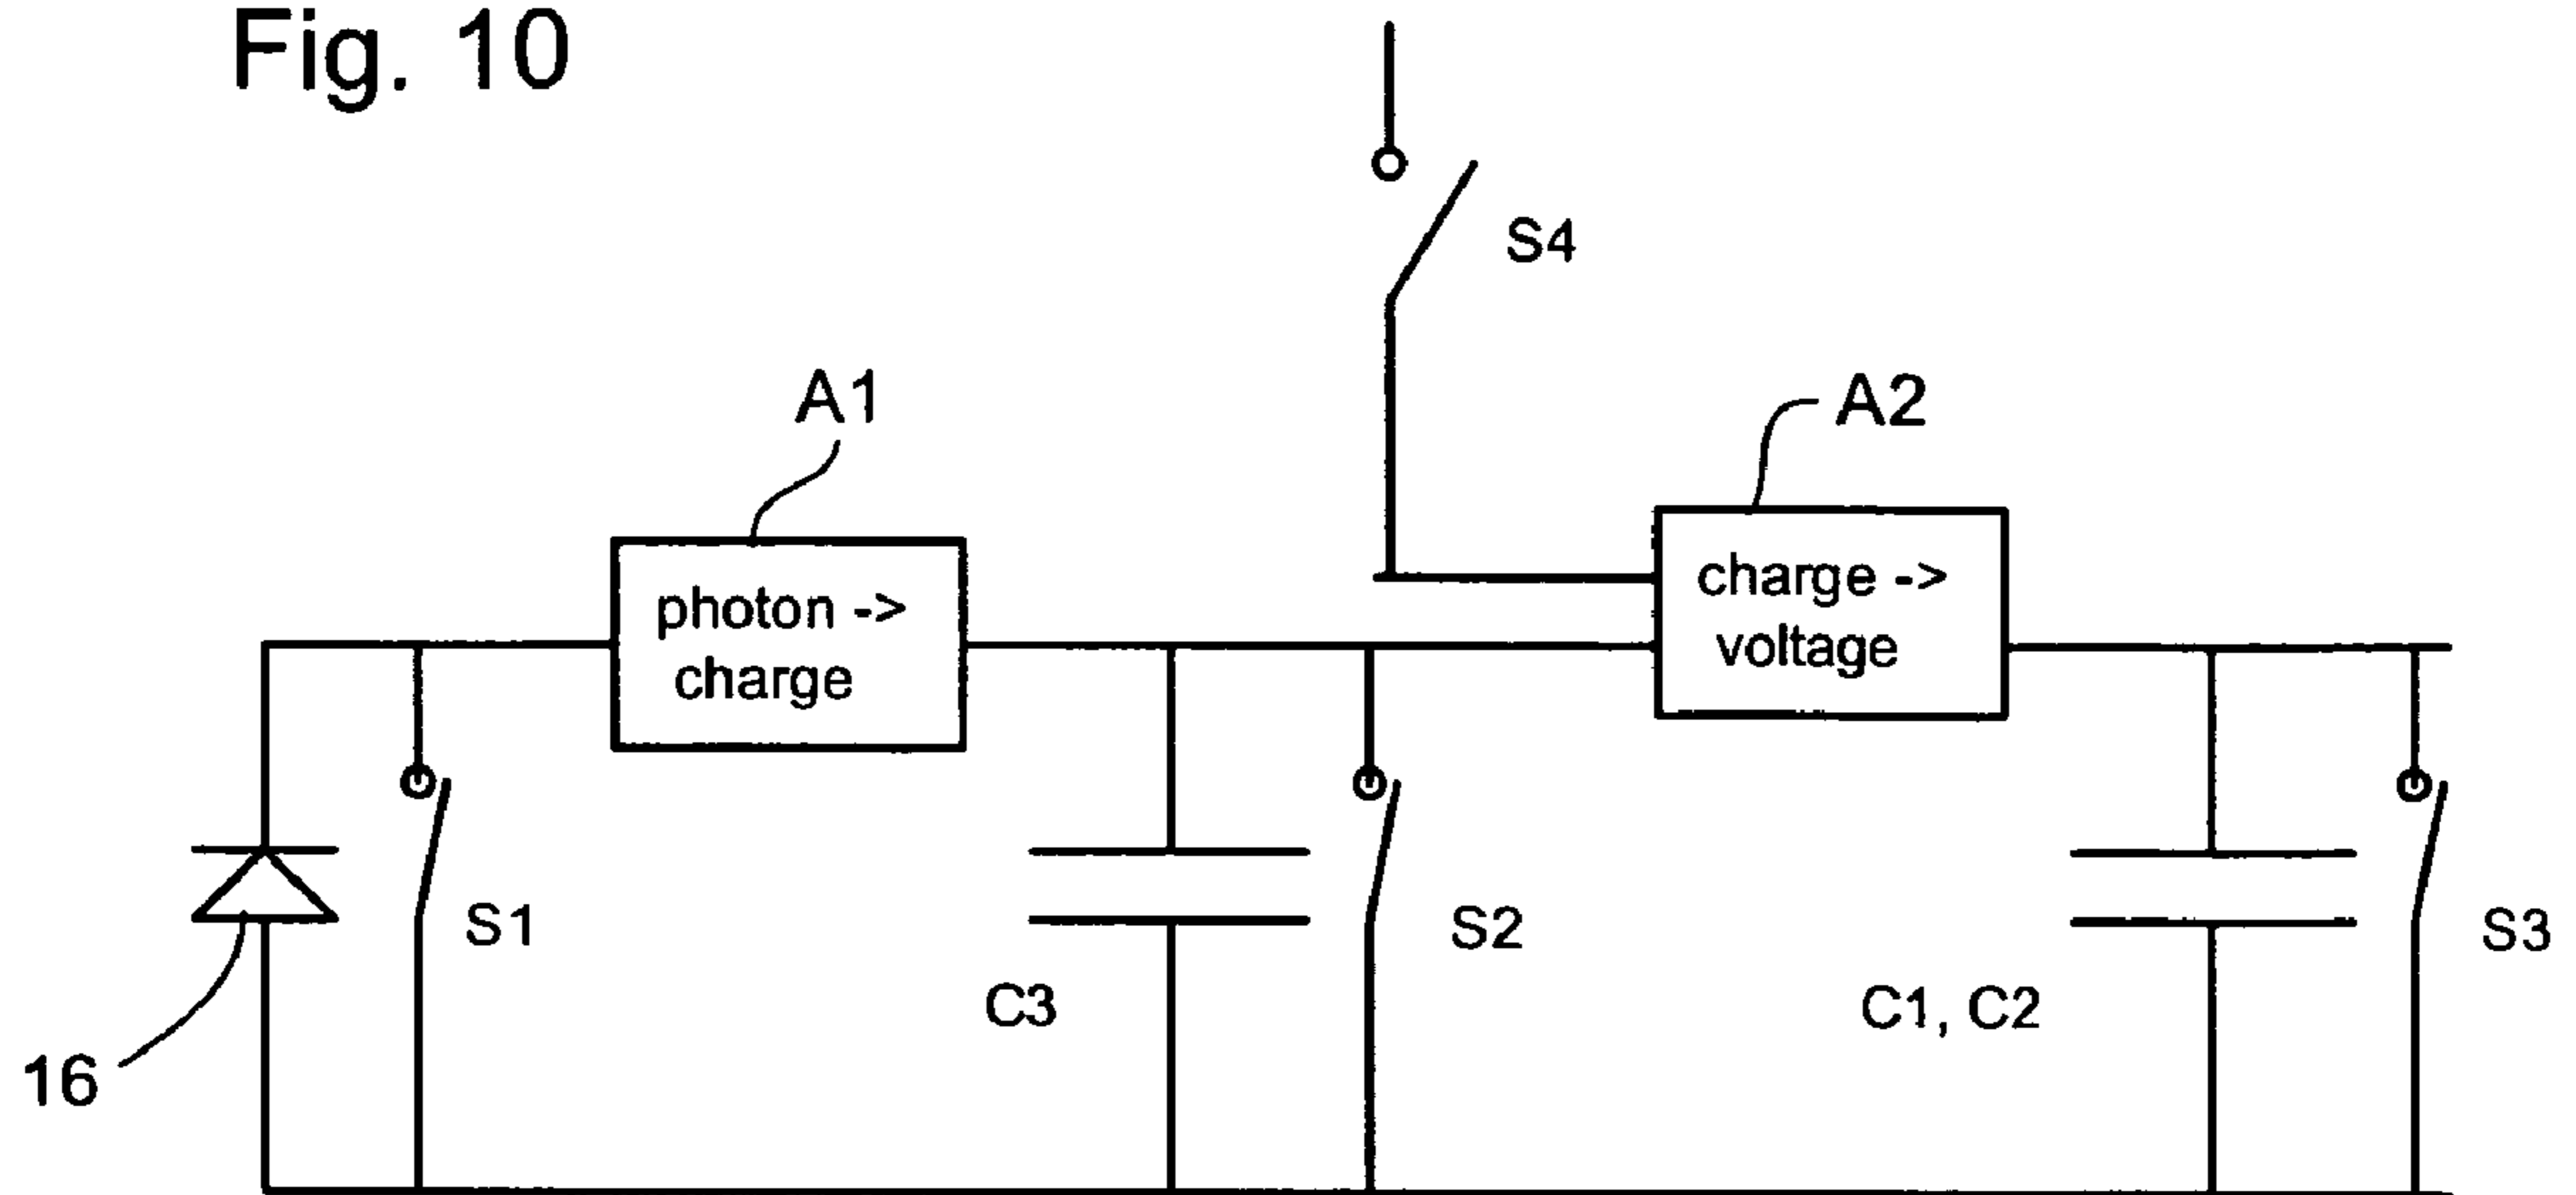 Fig. 10
S4
A1
A2
photon ->
charge
charge ->
voltage
S1
S2
S3
C3
C1, C2
16